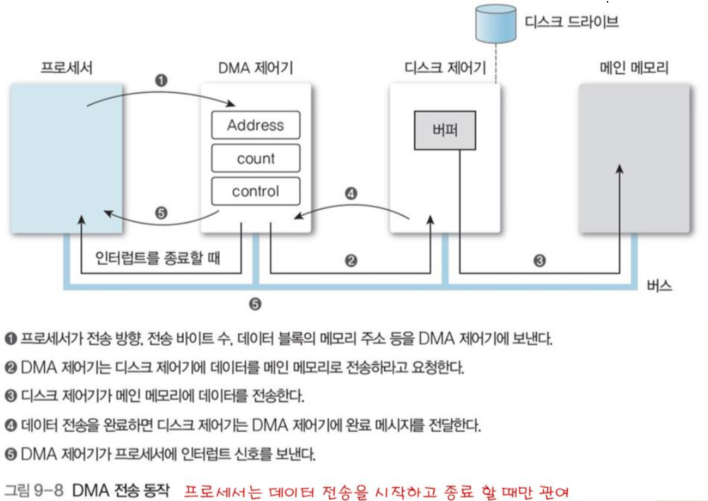 디스크 드라이브
프로세서
DMA 제어기
디스크 제어기
메인 메모리
❶
Address
count
control
버퍼
❹
❺
인터럽트를 종료할 때
❷
❸
버스
❺
❶ 프로세서가 전송 방향, 전송 바이트 수, 데이터 블록의 메모리 주소 등을 DMA 제어기에 보낸다.
❷ DMA 제어기는 디스크 제어기에 데이터를 메인 메모리로 전송하라고 요청한다.
❸ 디스크 제어기가 메인 메모리에 데이터를 전송한다.
❹ 데이터 전송을 완료하면 디스크 제어기는 DMA 제어기에 완료 메시지를 전달한다.
❺ DMA 제어기가 프로세서에 인터럽트 신호를 보낸다.
그림 9-8 DMA 전송 동작 프로세서는 데이터 전송을 시작하고 종료 할 때만 관여